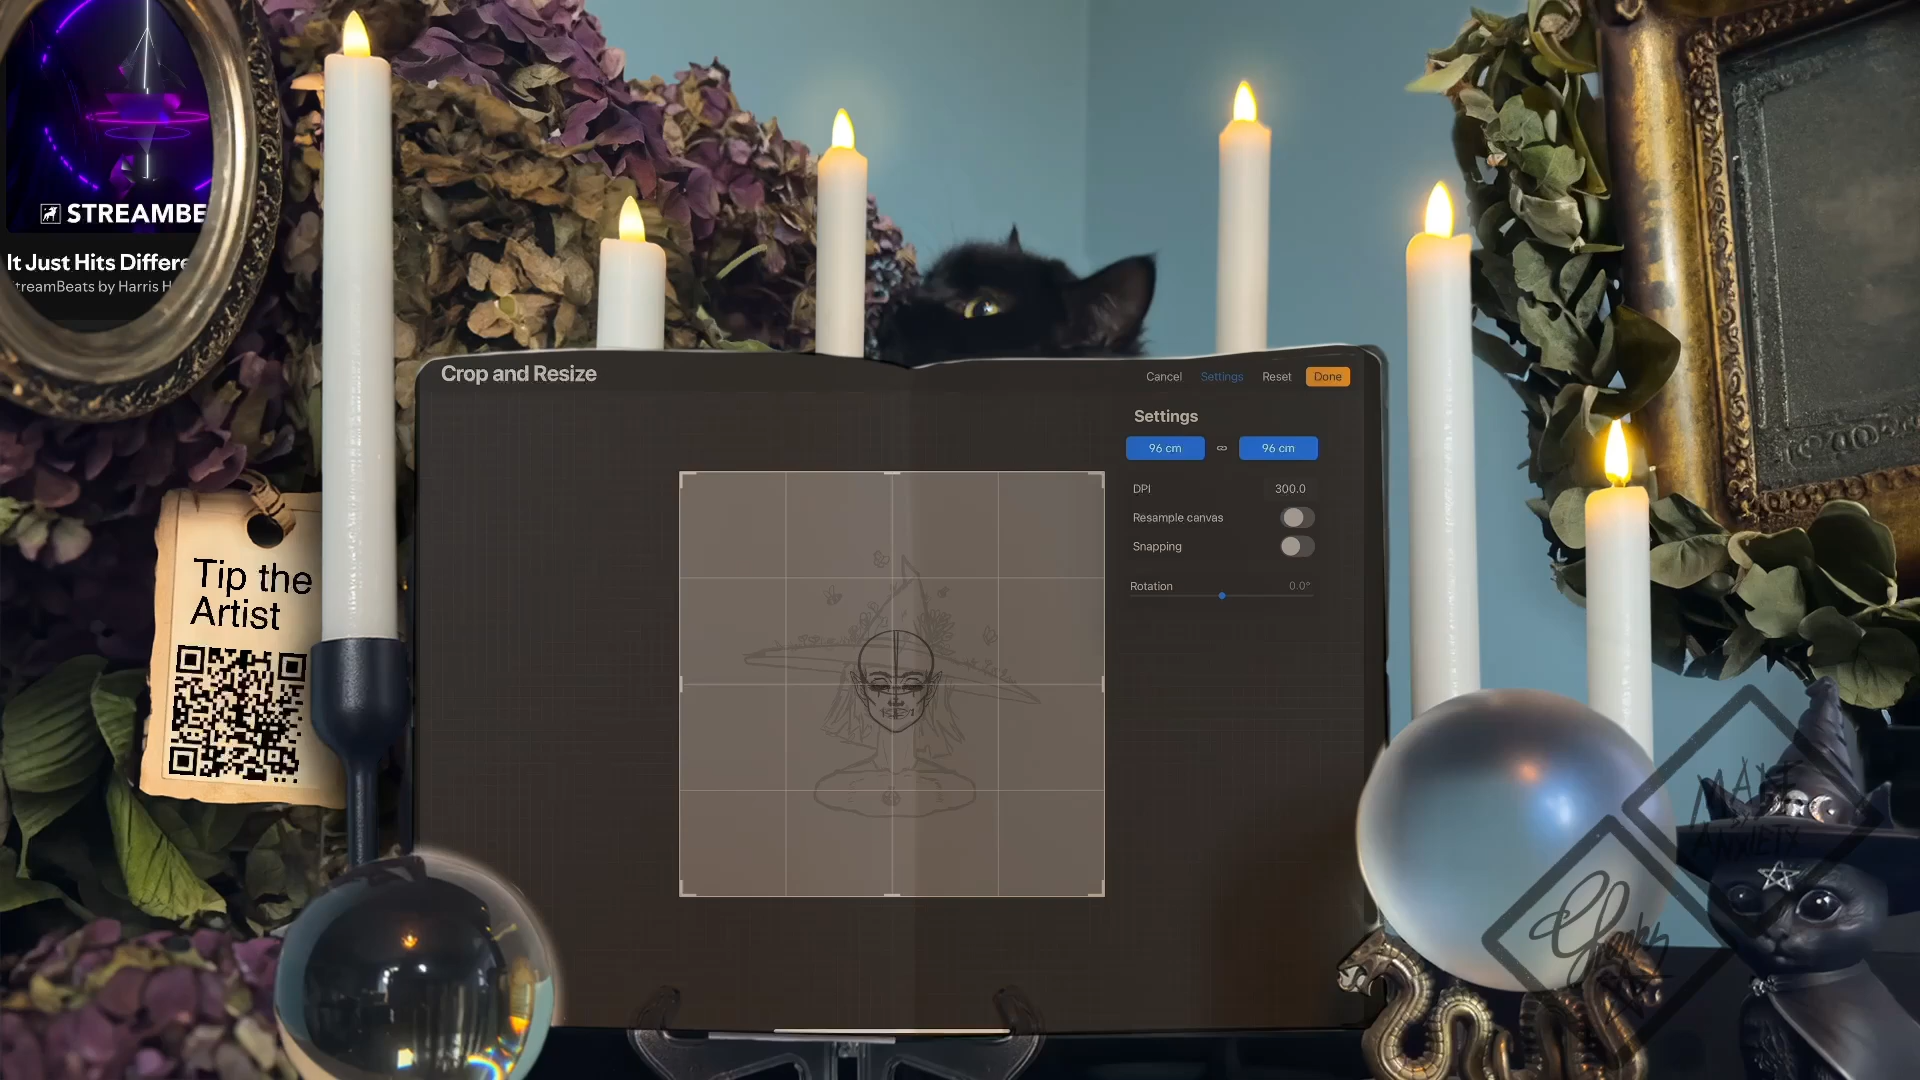 STREAMBE
It Just Hits Differe
treamBeats by Harris H
Tip the
Artist
Crop and Resize
Cancel Settings Reset Done
Settings
96 cm 96 cm
DPI 300.0
Resample canvas
Snapping
Rotation 0.0°
ANXIETY